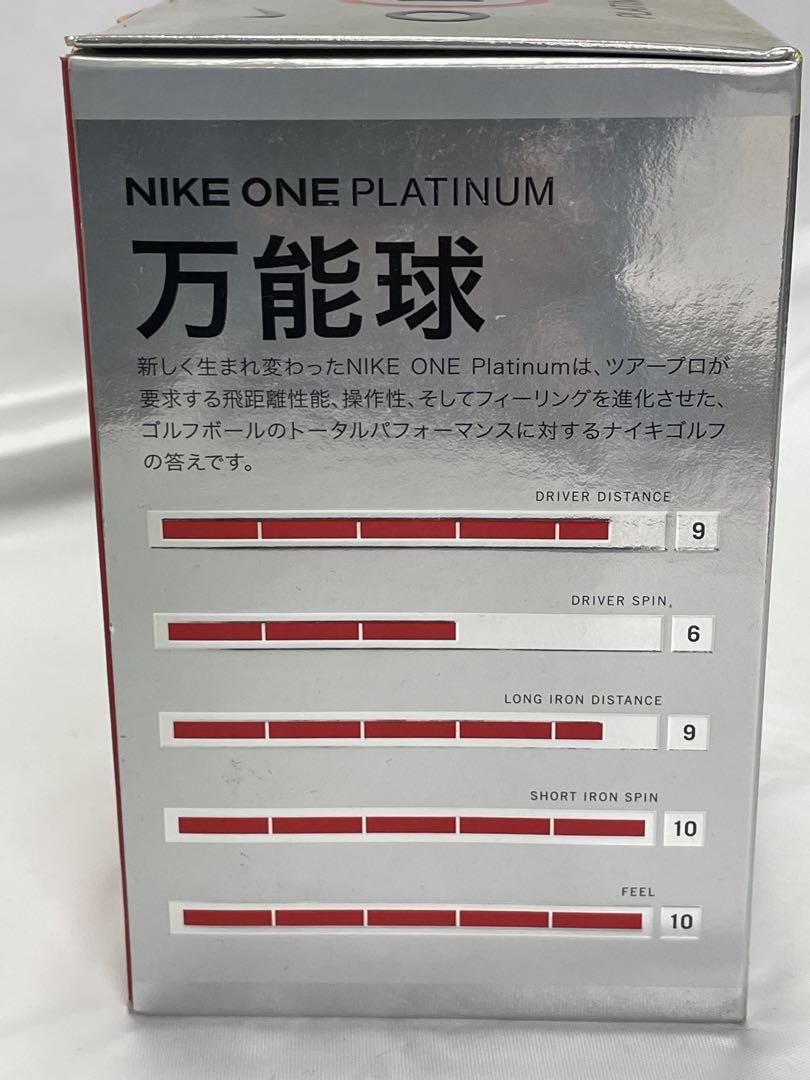 NIKE ONE PLATINUM
万能球
新しく生まれ変わったNIKE ONE Platinumは、ツアープロが
要求する飛距離性能、操作性、そしてフィーリングを進化させた、
ゴルフボールのトータルパフォーマンスに対するナイキゴルフ
の答えです。
DRIVER DISTANCE
9
DRIVER SPIN
6
LONG IRON DISTANCE
9
SHORT IRON SPIN
10
FEEL
10